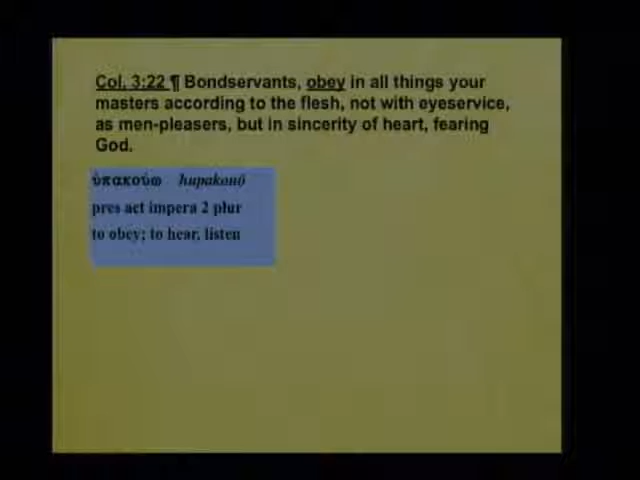 Col. 3:22 ¶ Bondservants, obey in all things your
masters according to the flesh, not with eyeservice,
as men-pleasers, but in sincerity of heart, fearing
God.
ὑπακούω hupakouō
pres act impera 2 plur
to obey; to hear, listen